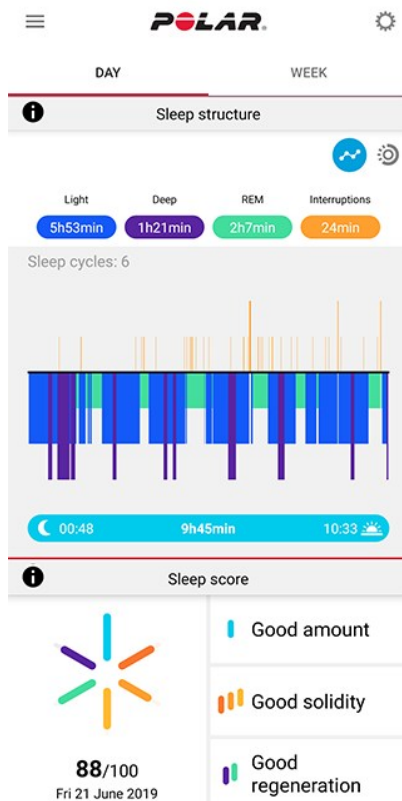 POLAR.
DAY WEEK
Sleep structure
Light Deep REM Interruptions
5h53min 1h21min 2h7min 24min
Sleep cycles: 6
00:48 9h45min 10:33
Sleep score
Good amount
Good solidity
88/100
Fri 21 June 2019
Good
regeneration